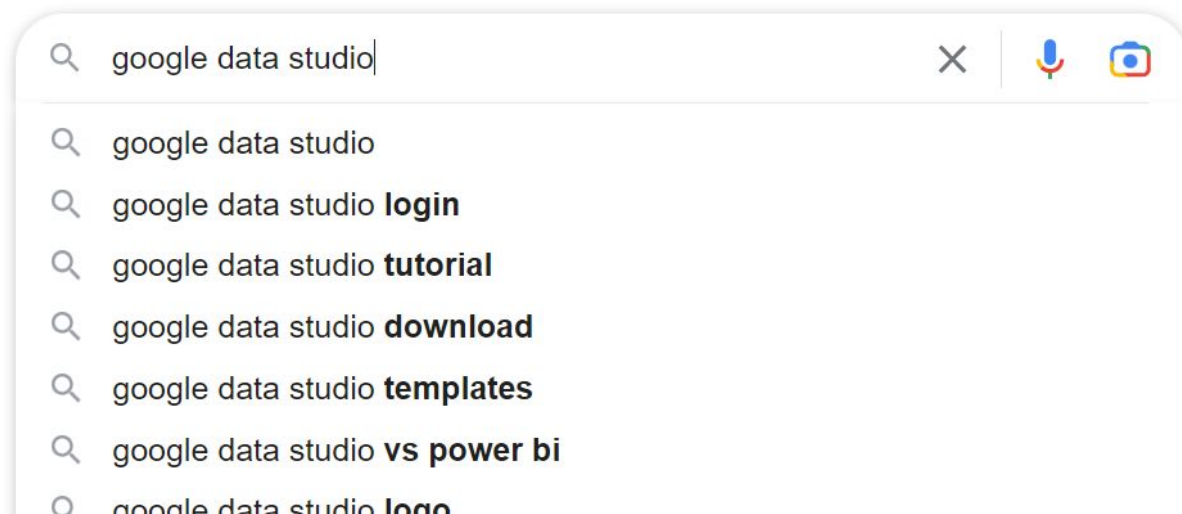 google data studio
google data studio
google data studio login
google data studio tutorial
google data studio download
google data studio templates
google data studio vs power bi
google data studio logo